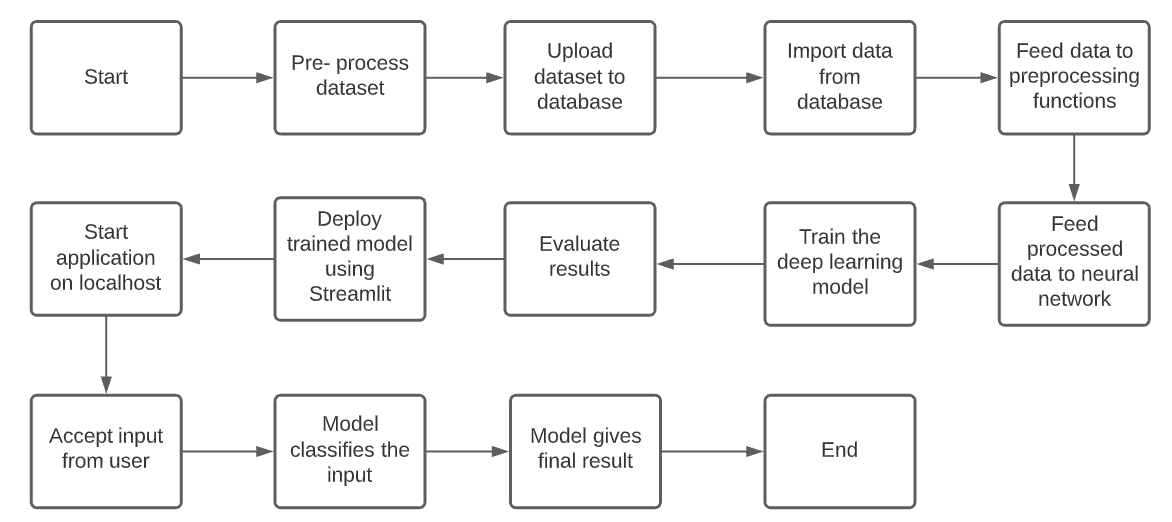 Start
Pre- process
dataset
Upload
dataset to
database
Import data
from
database
Feed data to
preprocessing
functions
Start
application
on localhost
Deploy
trained model
using
Streamlit
Evaluate
results
Train the
deep learning
model
Feed
processed
data to neural
network
Accept input
from user
Model
classifies the
input
Model gives
final result
End